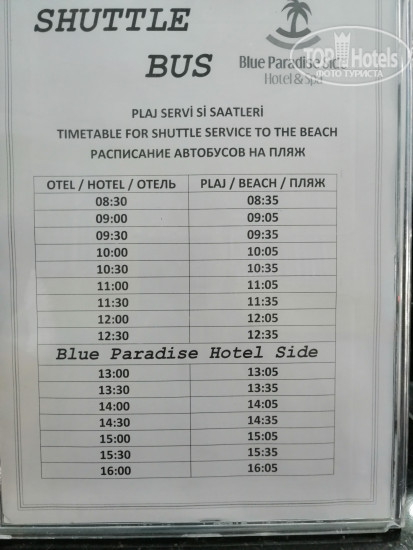 SHUTTLE
BUS
Blue Paradise Side
Hotel & Spa
TOP Hotels
ФОТО ТУРИСТА
PLAJ SERVİ Sİ SAATLERİ
TIMETABLE FOR SHUTTLE SERVICE TO THE BEACH
РАСПИСАНИЕ АВТОБУСОВ НА ПЛЯЖ
OTEL / HOTEL / ОТЕЛЬ PLAJ / BEACH / ПЛЯЖ
08:30 08:35
09:00 09:05
09:30 09:35
10:00 10:05
10:30 10:35
11:00 11:05
11:30 11:35
12:00 12:05
12:30 12:35
Blue Paradise Hotel Side
13:00 13:05
13:30 13:35
14:00 14:05
14:30 14:35
15:00 15:05
15:30 15:35
16:00 16:05